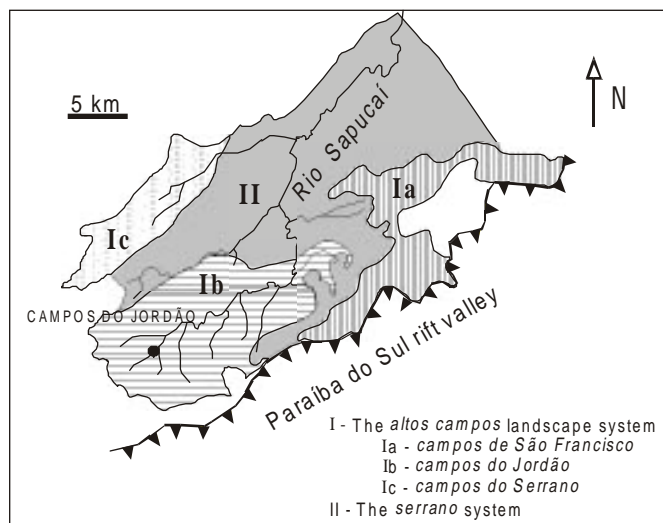 5 km
N
Rio Sapucaí
Ia
II
Ic
Ib
CAMPOS DO JORDÃO
Paraíba do Sul rift valley
I - The altos campos landscape system
Ia - campos de São Francisco
Ib - campos do Jordão
Ic - campos do Serrano
II - The serrano system